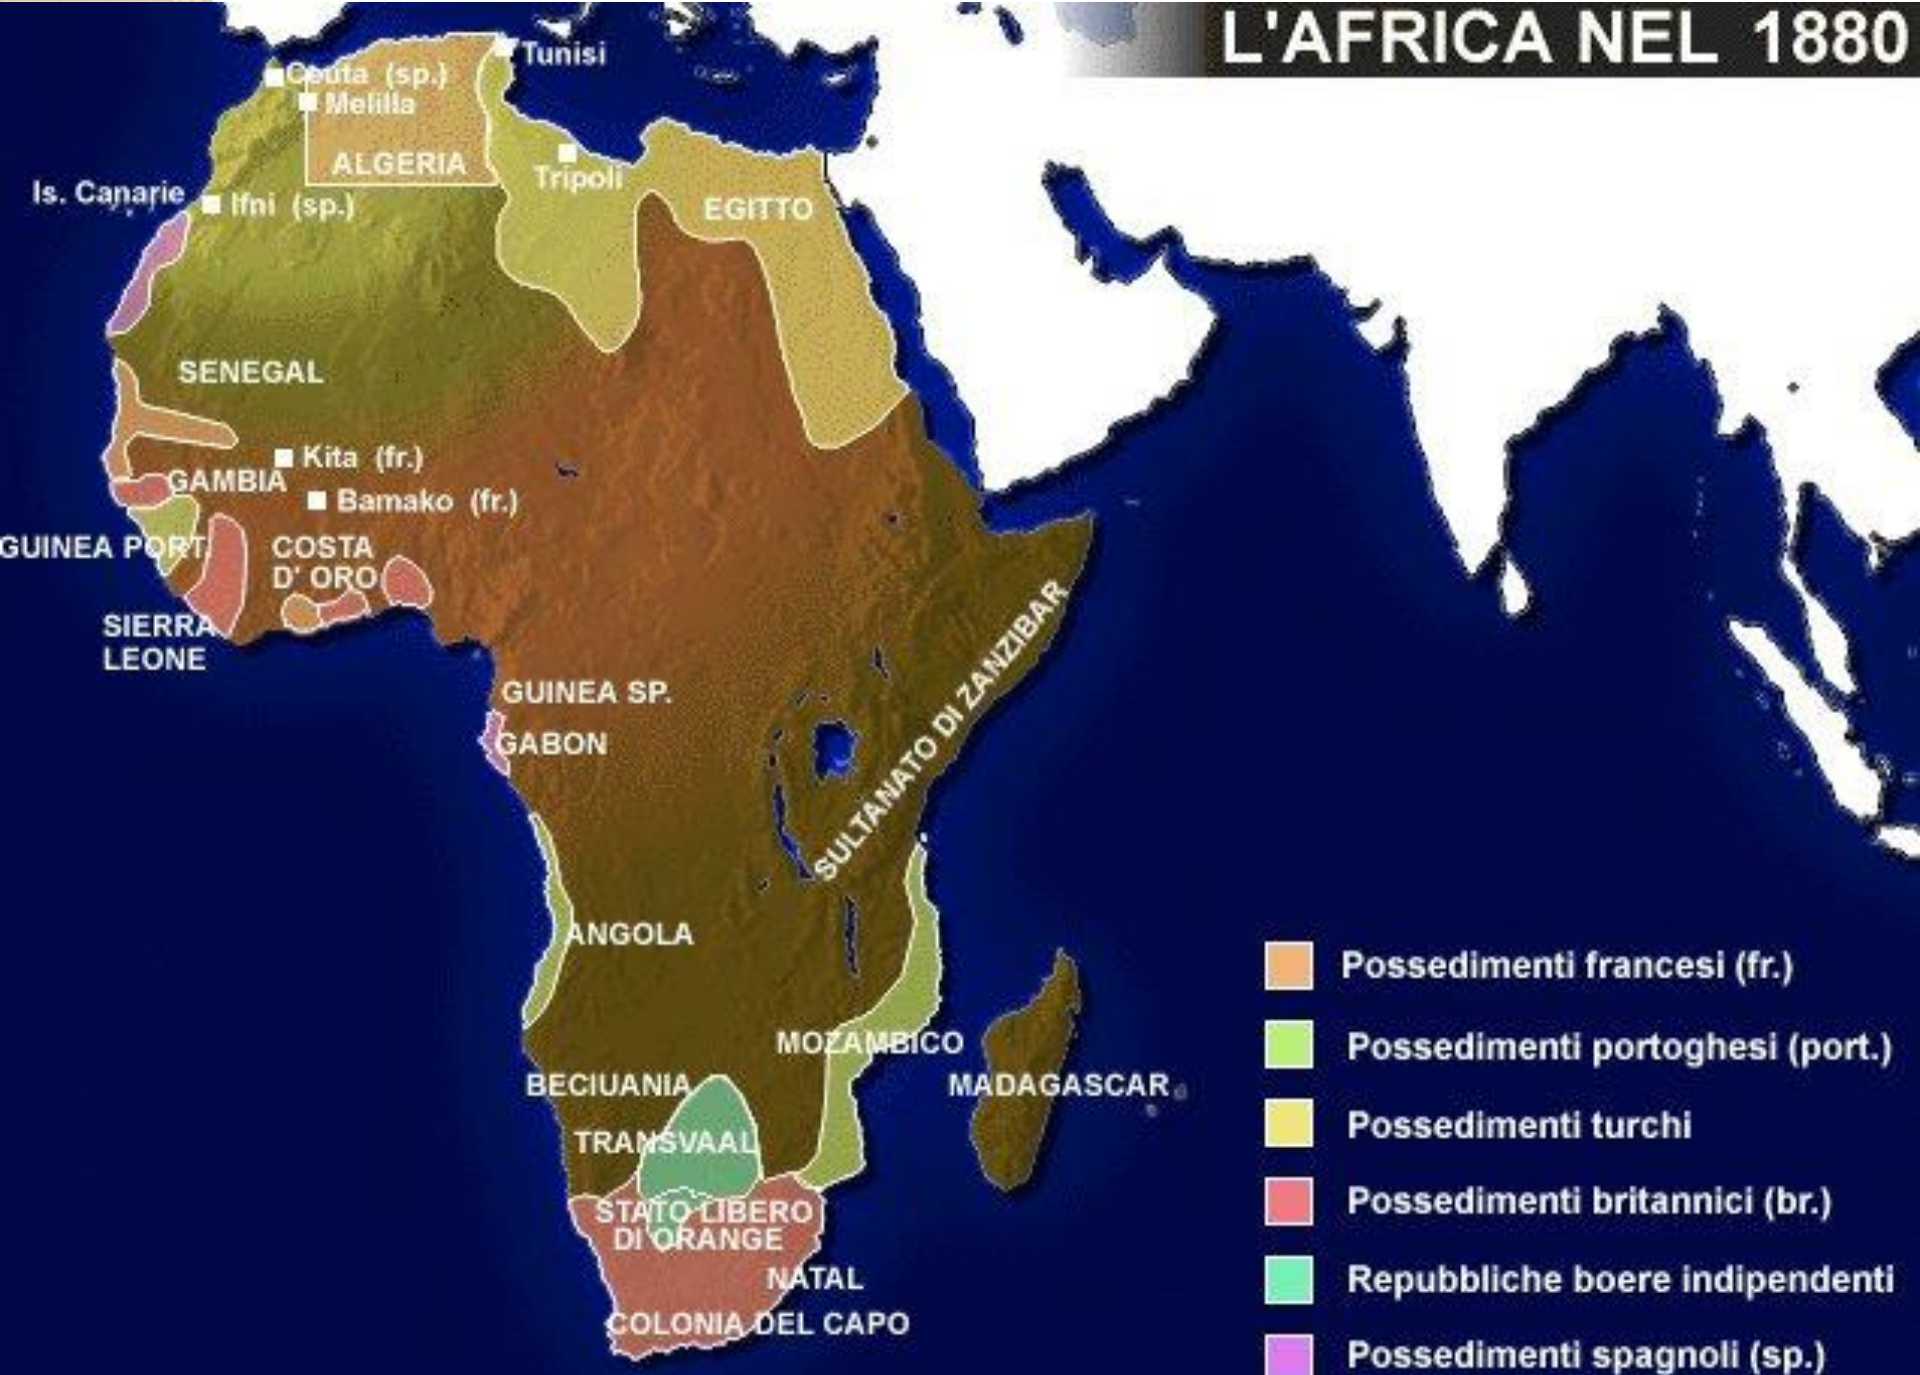 L'AFRICA NEL 1880
Tunisi
Ceuta (sp.)
Melilla
ALGERIA
Tripoli
Is. Canarie
Ifni (sp.)
EGITTO
SENEGAL
Kita (fr.)
GAMBIA
Bamako (fr.)
GUINEA PORT.
COSTA
D' ORO
SIERRA
LEONE
SULTANATO DI ZANZIBAR
GUINEA SP.
GABON
ANGOLA
MOZAMBICO
BECIUANIA
MADAGASCAR
TRANSVAAL
STATO LIBERO
DI ORANGE
NATAL
COLONIA DEL CAPO
Possedimenti francesi (fr.)
Possedimenti portoghesi (port.)
Possedimenti turchi
Possedimenti britannici (br.)
Repubbliche boere indipendenti
Possedimenti spagnoli (sp.)